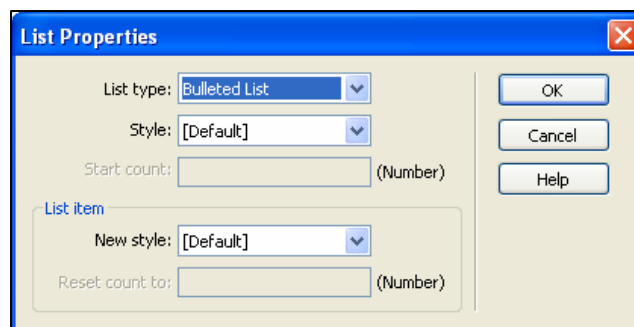 List Properties
List type: Bulleted List
OK
Style: [Default]
Cancel
Start count: (Number)
Help
List item
New style: [Default]
Reset count to: (Number)